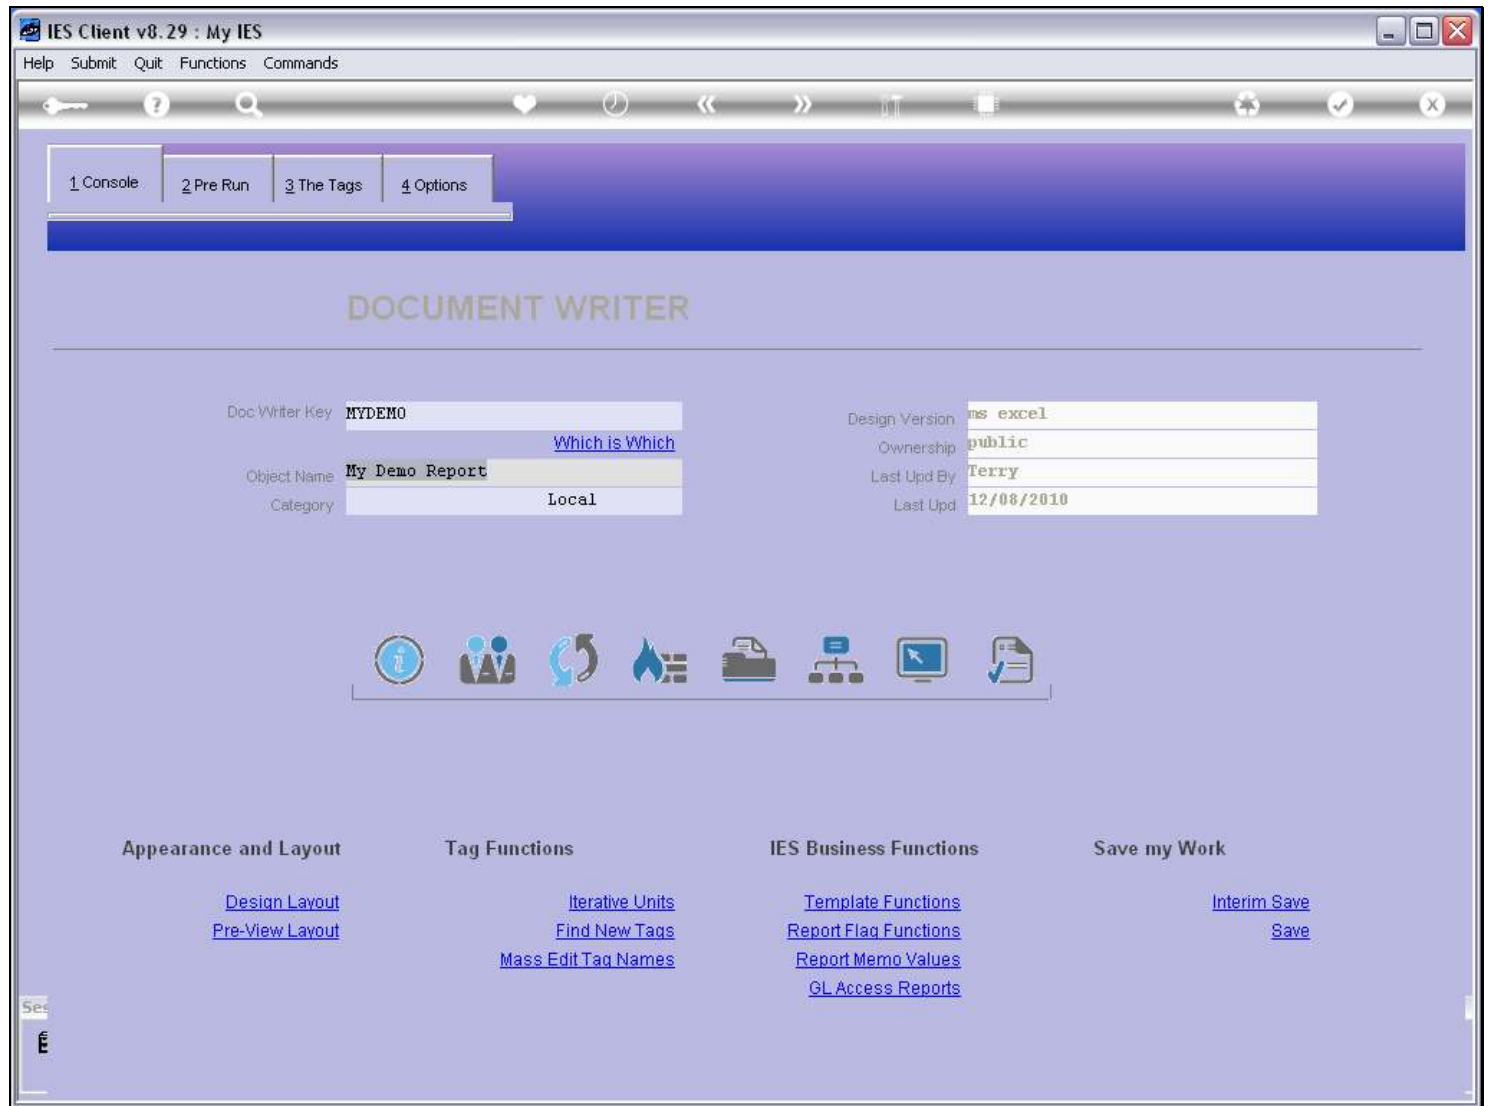 IES Client v8.29 : My IES
Help Submit Quit Functions Commands
1 Console 2 Pre Run 3 The Tags 4 Options
DOCUMENT WRITER
Doc Writer Key MYDEMO
Design Version ms excel
Which is Which
Ownership public
Object Name My Demo Report
Last Upd By Terry
Category Local
Last Upd 12/08/2010
Appearance and Layout Tag Functions IES Business Functions Save my Work
Design Layout Iterative Units Template Functions Interim Save
Pre-View Layout Find New Tags Report Flag Functions Save
Mass Edit Tag Names Report Memo Values
GL Access Reports
Ses